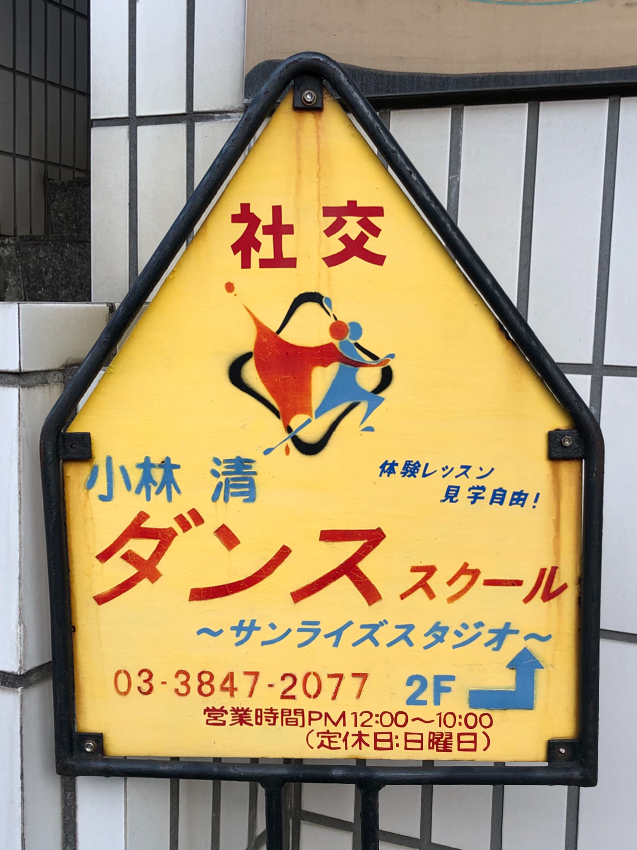 社交
小林 清
体験レッスン
見学自由!
ダンススクール
～サンライズスタジオ～
03-3847-2077 2F
営業時間PM12:00～10:00
(定休日:日曜日)